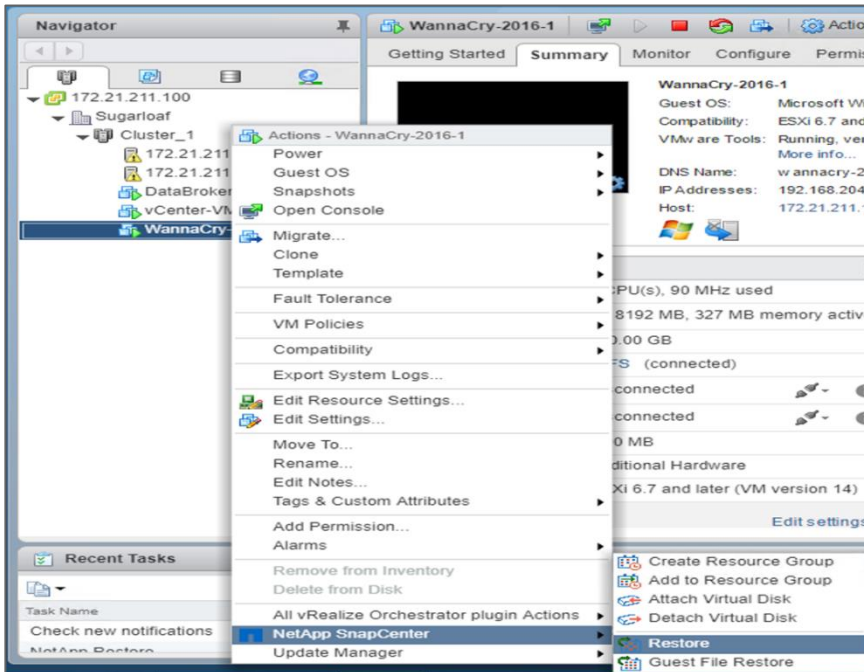 Navigator
172.21.211.100
Sugarloaf
Cluster_1
172.21.211
172.21.211
DataBroker
vCenter-VM
WannaCry-
WannaCry-2016-1
Actio
Getting Started Summary Monitor Configure Permis
WannaCry-2016-1
Guest OS: Microsoft Wi
Compatibility: ESXi 6.7 and
VMware Tools: Running, ver
More info...
DNS Name: wannacry-2
IP Addresses: 192.168.204
Host: 172.21.211.
Actions - WannaCry-2016-1
Power
Guest OS
Snapshots
Open Console
Migrate...
Clone
Template
Fault Tolerance
VM Policies
Compatibility
Export System Logs...
Edit Resource Settings...
Edit Settings...
Move To...
Rename...
Edit Notes...
Tags & Custom Attributes
Add Permission...
Alarms
Remove from Inventory
Delete from Disk
All vRealize Orchestrator plugin Actions
NetApp SnapCenter
Update Manager
PU(s), 90 MHz used
8192 MB, 327 MB memory activ
0.00 GB
FS (connected)
connected
connected
0 MB
ditional Hardware
Xi 6.7 and later (VM version 14)
Edit settings
Create Resource Group
Add to Resource Group
Attach Virtual Disk
Detach Virtual Disk
Restore
Guest File Restore
Recent Tasks
Task Name
Check new notifications
NetApp Restore